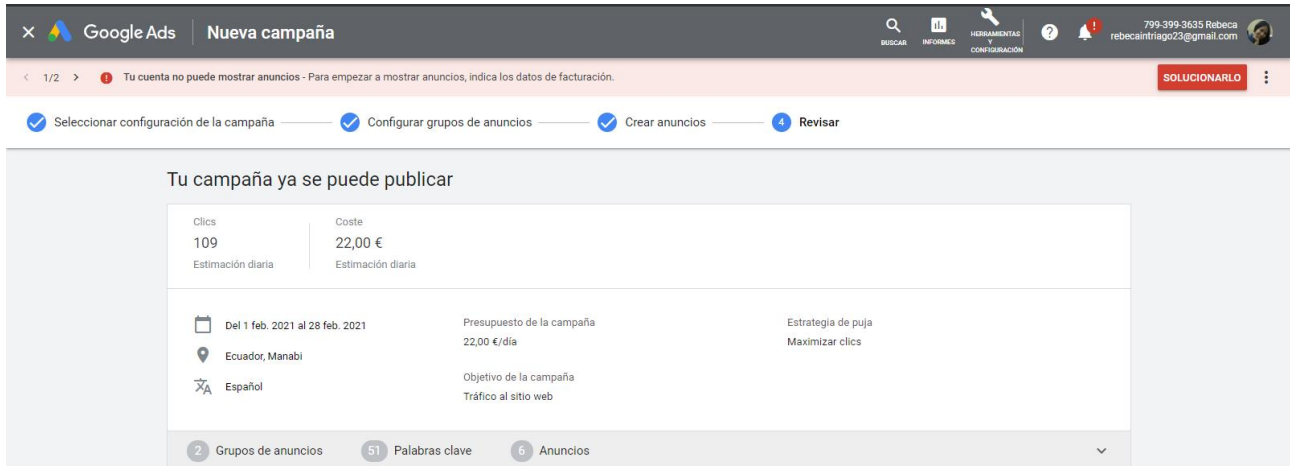 Google Ads Nueva campaña
BUSCAR
INFORMES
HERRAMIENTAS
Y
CONFIGURACIÓN
?
!
799-399-3635 Rebeca
rebecaintriago23@gmail.com
1/2 Tu cuenta no puede mostrar anuncios - Para empezar a mostrar anuncios, indica los datos de facturación. SOLUCIONARLO
Seleccionar configuración de la campaña Configurar grupos de anuncios Crear anuncios 4 Revisar
Tu campaña ya se puede publicar
Clics
109
Estimación diaria
Coste
22,00 €
Estimación diaria
Del 1 feb. 2021 al 28 feb. 2021
Ecuador, Manabi
Español
Presupuesto de la campaña
22,00 €/día
Objetivo de la campaña
Tráfico al sitio web
Estrategia de puja
Maximizar clics
2 Grupos de anuncios 51 Palabras clave 6 Anuncios